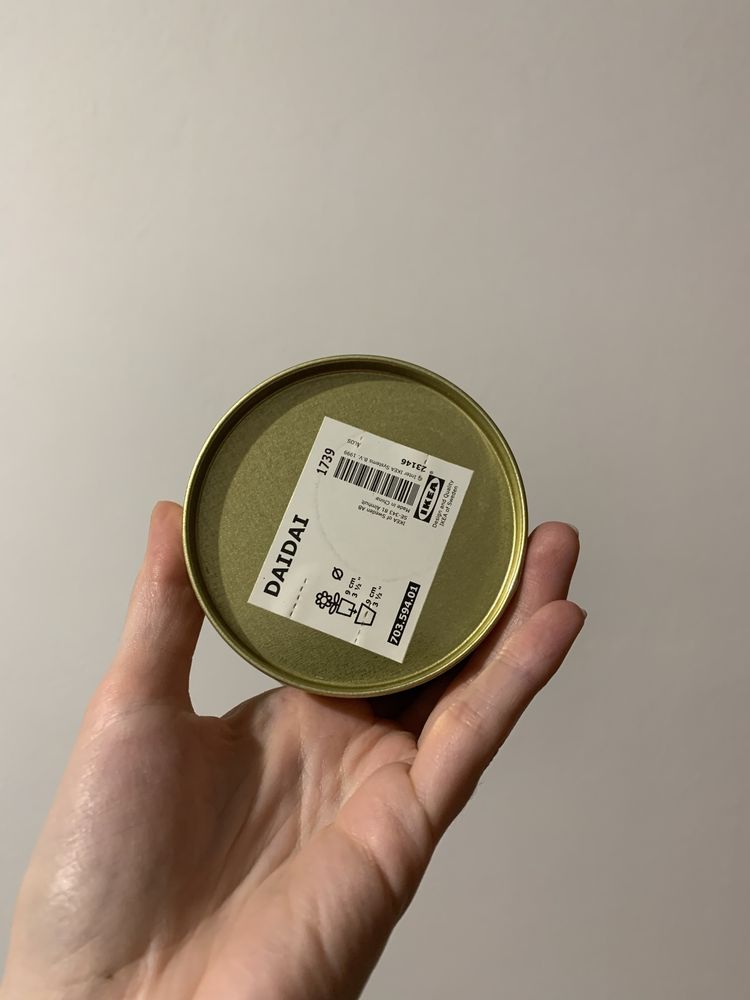 DAIDAI
1739
ÅoS
23146
© Inter IKEA Systems B.V. 1999
Made in China
SE-343 81 Älmhult
IKEA of Sweden AB
IKEA®
Design and Quality
IKEA of Sweden
Ø
9 cm
3 ½ "
9 cm
3 ½ "
703.594.01